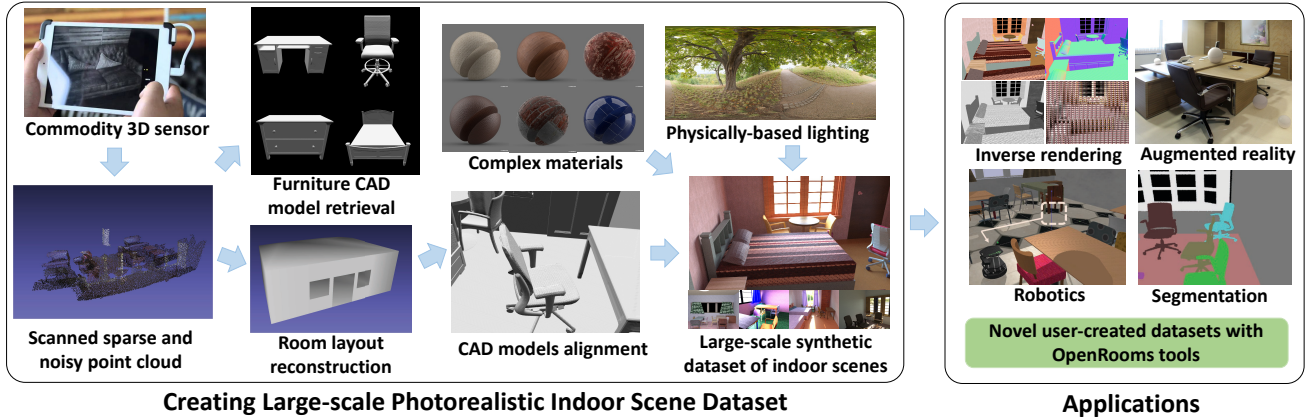 Commodity 3D sensor
Furniture CAD
model retrieval
Complex materials
Physically-based lighting
Scanned sparse and
noisy point cloud
Room layout
reconstruction
CAD models alignment
Large-scale synthetic
dataset of indoor scenes
Creating Large-scale Photorealistic Indoor Scene Dataset
Inverse rendering
Augmented reality
Robotics
Segmentation
Novel user-created datasets with
OpenRooms tools
Applications